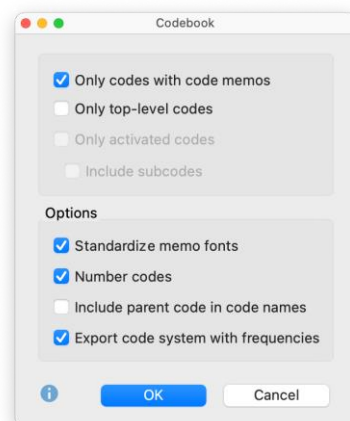 Codebook
Only codes with code memos
Only top-level codes
Only activated codes
Include subcodes
Options
Standardize memo fonts
Number codes
Include parent code in code names
Export code system with frequencies
OK
Cancel